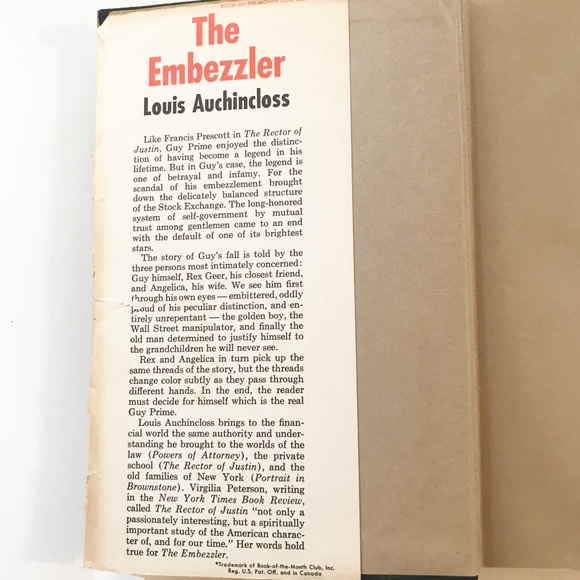 BOOK-OF-THE-MONTH CLUB
The
Embezzler
Louis Auchincloss
Like Francis Prescott in The Rector of
Justin, Guy Prime enjoyed the distinc-
tion of having become a legend in his
lifetime. But in Guy's case, the legend is
one of betrayal and infamy. For the
scandal of his embezzlement brought
down the delicately balanced structure
of the Stock Exchange. The long-honored
system of self-government by mutual
trust among gentlemen came to an end
with the default of one of its brightest
stars.
The story of Guy's fall is told by the
three persons most intimately concerned:
Guy himself, Rex Geer, his closest friend,
and Angelica, his wife. We see him first
through his own eyes — embittered, oddly
proud of his peculiar distinction, and en-
tirely unrepentant — the golden boy, the
Wall Street manipulator, and finally the
old man determined to justify himself to
the grandchildren he will never see.
Rex and Angelica in turn pick up the
same threads of the story, but the threads
change color subtly as they pass through
different hands. In the end, the reader
must decide for himself which is the real
Guy Prime.
Louis Auchincloss brings to the finan-
cial world the same authority and under-
standing he brought to the worlds of the
law (Powers of Attorney), the private
school (The Rector of Justin), and the
old families of New York (Portrait in
Brownstone). Virgilia Peterson, writing
in the New York Times Book Review,
called The Rector of Justin "not only a
passionately interesting, but a spiritually
important study of the American charac-
ter of, and for our time." Her words hold
true for The Embezzler.
*Trademark of Book-of-the-Month Club, Inc.
Reg. U.S. Pat. Off. and in Canada